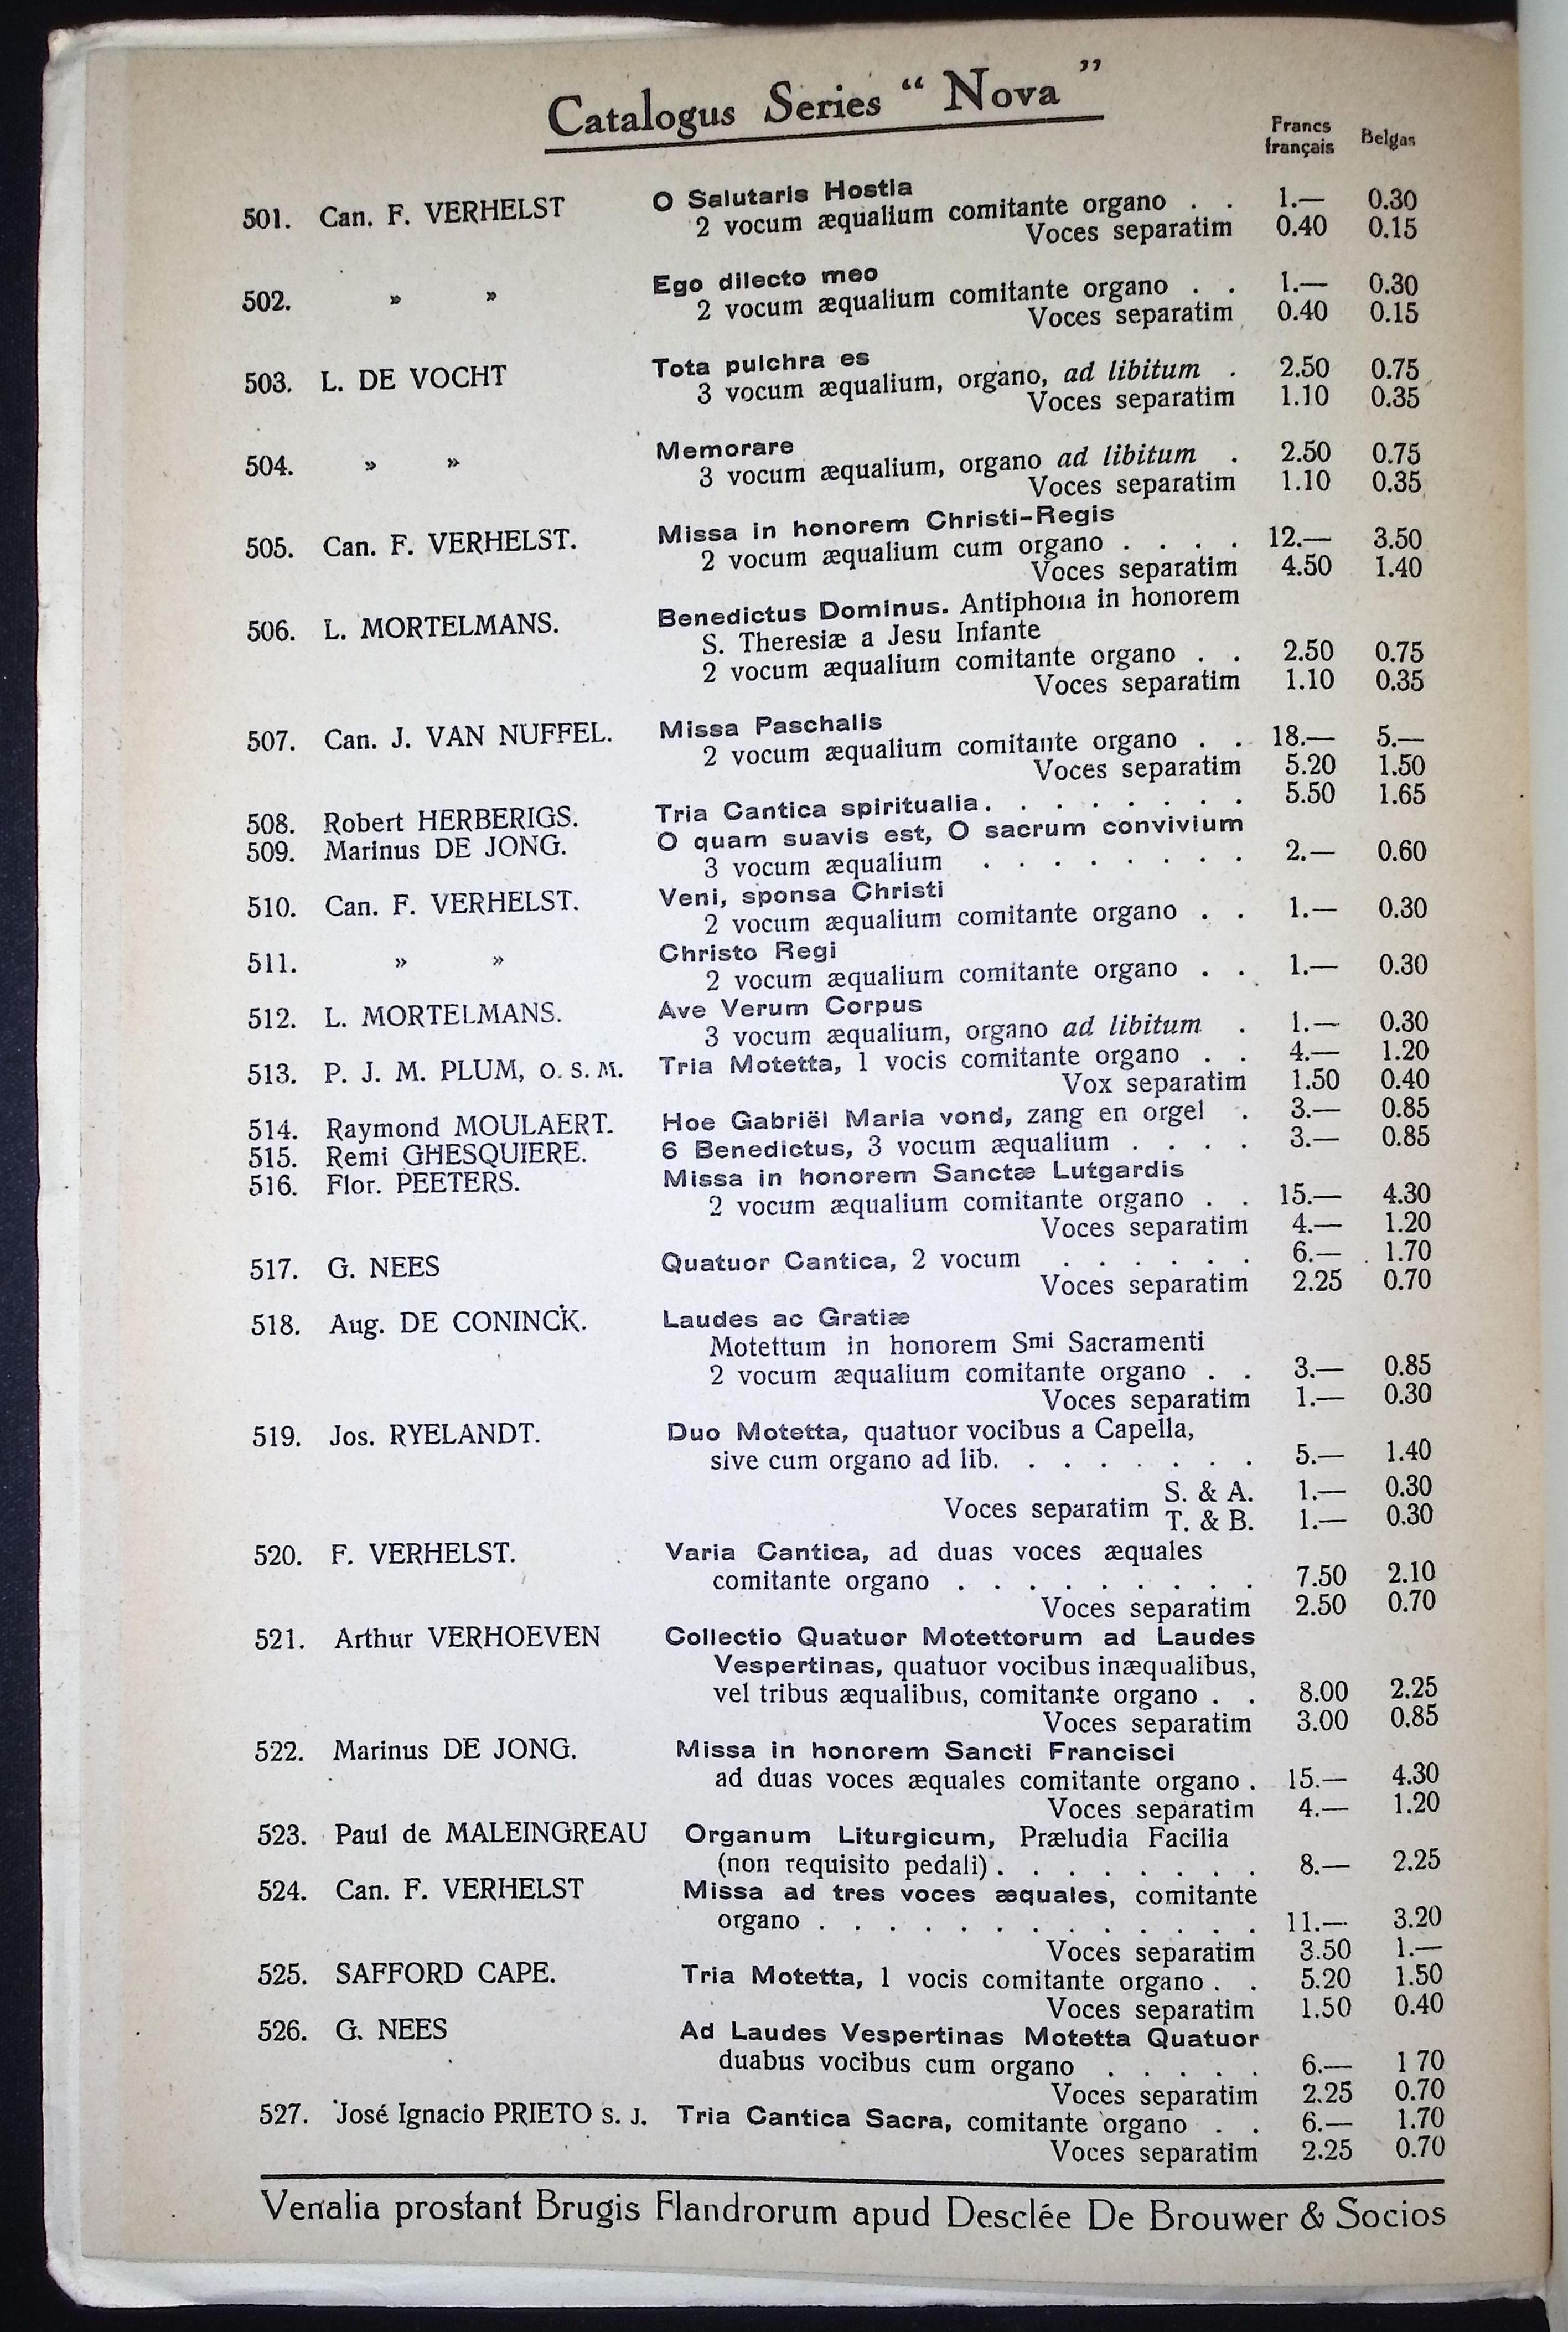 Catalogus Series “ Nova ”
Francs français Belgas
501. Can. F. VERHELST O Salutaris Hostia
2 vocum æqualium comitante organo . . 1.— 0.30
Voces separatim 0.40 0.15
502. » » Ego dilecto meo
2 vocum æqualium comitante organo . . 1.— 0.30
Voces separatim 0.40 0.15
503. L. DE VOCHT Tota pulchra es
3 vocum æqualium, organo, ad libitum . 2.50 0.75
Voces separatim 1.10 0.35
504. » » Memorare
3 vocum æqualium, organo ad libitum . 2.50 0.75
Voces separatim 1.10 0.35
505. Can. F. VERHELST. Missa in honorem Christi-Regis
2 vocum æqualium cum organo . . . . 12.— 3.50
Voces separatim 4.50 1.40
506. L. MORTELMANS. Benedictus Dominus. Antiphona in honorem
S. Theresiæ a Jesu Infante
2 vocum æqualium comitante organo . . 2.50 0.75
Voces separatim 1.10 0.35
507. Can. J. VAN NUFFEL. Missa Paschalis
2 vocum æqualium comitante organo . . 18.— 5.—
Voces separatim 5.20 1.50
508. Robert HERBERIGS. Tria Cantica spiritualia . . . . . . . . 5.50 1.65
509. Marinus DE JONG. O quam suavis est, O sacrum convivium
3 vocum æqualium . . . . . . . . 2.— 0.60
510. Can. F. VERHELST. Veni, sponsa Christi
2 vocum æqualium comitante organo . . 1.— 0.30
511. » » Christo Regi
2 vocum æqualium comitante organo . . 1.— 0.30
512. L. MORTELMANS. Ave Verum Corpus
3 vocum æqualium, organo ad libitum . 1.— 0.30
513. P. J. M. PLUM, O. S. M. Tria Motetta, 1 vocis comitante organo . . 4.— 1.20
Vox separatim 1.50 0.40
514. Raymond MOULAERT. Hoe Gabriël Maria vond, zang en orgel . 3.— 0.85
515. Remi GHESQUIERE. 6 Benedictus, 3 vocum æqualium . . . . 3.— 0.85
516. Flor. PEETERS. Missa in honorem Sanctæ Lutgardis
2 vocum æqualium comitante organo . . 15.— 4.30
Voces separatim 4.— 1.20
517. G. NEES Quatuor Cantica, 2 vocum . . . . . . 6.— 1.70
Voces separatim 2.25 0.70
518. Aug. DE CONINCK. Laudes ac Gratiæ
Motettum in honorem Smi Sacramenti
2 vocum æqualium comitante organo . . 3.— 0.85
Voces separatim 1.— 0.30
519. Jos. RYELANDT. Duo Motetta, quatuor vocibus a Capella,
sive cum organo ad lib. . . . . . . . 5.— 1.40
Voces separatim S. & A. 1.— 0.30
T. & B. 1.— 0.30
520. F. VERHELST. Varia Cantica, ad duas voces æquales
comitante organo . . . . . . . . . 7.50 2.10
Voces separatim 2.50 0.70
521. Arthur VERHOEVEN Collectio Quatuor Motettorum ad Laudes
Vespertinas, quatuor vocibus inæqualibus,
vel tribus æqualibus, comitante organo . . 8.00 2.25
Voces separatim 3.00 0.85
522. Marinus DE JONG. Missa in honorem Sancti Francisci
ad duas voces æquales comitante organo . 15.— 4.30
Voces separatim 4.— 1.20
523. Paul de MALEINGREAU Organum Liturgicum, Præludia Facilia
(non requisito pedali) . . . . . . . . 8.— 2.25
524. Can. F. VERHELST Missa ad tres voces æquales, comitante
organo . . . . . . . . . . . . . 11.— 3.20
Voces separatim 3.50 1.—
525. SAFFORD CAPE. Tria Motetta, 1 vocis comitante organo . . 5.20 1.50
Voces separatim 1.50 0.40
526. G. NEES Ad Laudes Vespertinas Motetta Quatuor
duabus vocibus cum organo . . . . . 6.— 1 70
Voces separatim 2.25 0.70
527. José Ignacio PRIETO S. J. Tria Cantica Sacra, comitante organo . . 6.— 1.70
Voces separatim 2.25 0.70
Venalia prostant Brugis Flandrorum apud Desclée De Brouwer & Socios